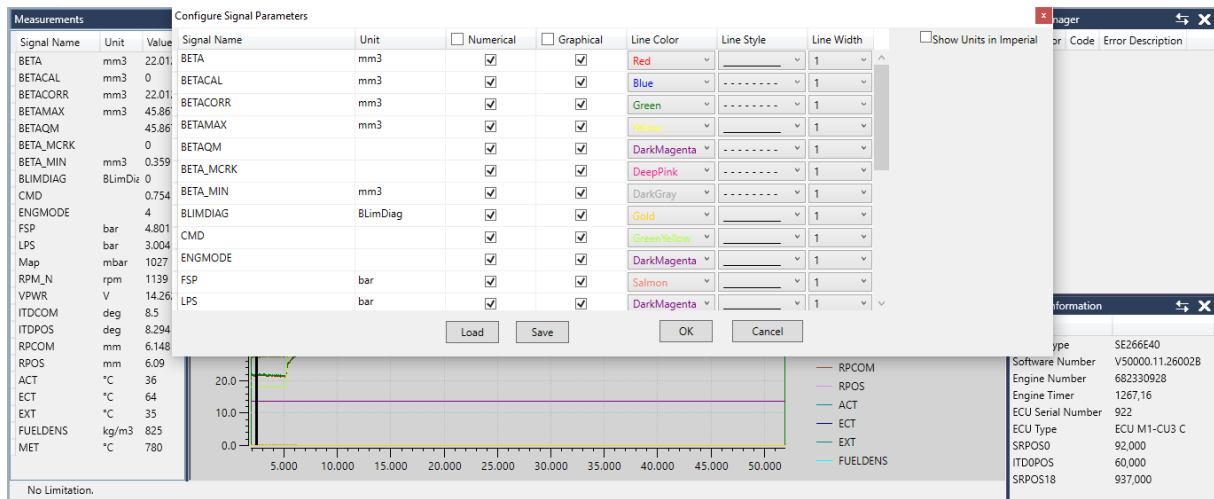 Measurements
Signal Name Unit Value
BETA mm3 22.012
BETACAL mm3 0
BETACORR mm3 22.01
BETAMAX mm3 45.86
BETAQM 45.86
BETA_MCRK 0
BETA_MIN mm3 0.359
BLIMDIAG BLimDia 0
CMD 0.754
ENGMODE 4
FSP bar 4.801
LPS bar 3.004
Map mbar 1027
RPM_N rpm 1139
VPWR V 14.26
ITDCOM deg 8.5
ITDPOS deg 8.294
RPCOM mm 6.148
RPOS mm 6.09
ACT °C 36
ECT °C 64
EXT °C 35
FUELDENS kg/m3 825
MET °C 780
No Limitation.
Configure Signal Parameters
x
Signal Name Unit Numerical Graphical Line Color Line Style Line Width
Show Units in Imperial
BETA mm3 Red 1
BETACAL mm3 Blue 1
BETACORR mm3 Green 1
BETAMAX mm3 Yellow 1
BETAQM DarkMagenta 1
BETA_MCRK DeepPink 1
BETA_MIN mm3 DarkGray 1
BLIMDIAG BLimDiag Gold 1
CMD GreenYellow 1
ENGMODE DarkMagenta 1
FSP bar Salmon 1
LPS bar DarkMagenta 1
Load Save OK Cancel
20.0
10.0
0.0
5.000 10.000 15.000 20.000 25.000 30.000 35.000 40.000 45.000 50.000
RPCOM
RPOS
ACT
ECT
EXT
FUELDENS
nager
or Code Error Description
formation
ype SE266E40
Software Number V50000.11.26002B
Engine Number 682330928
Engine Timer 1267,16
ECU Serial Number 922
ECU Type ECU M1-CU3 C
SRPOS0 92,000
ITD0POS 60,000
SRPOS18 937,000